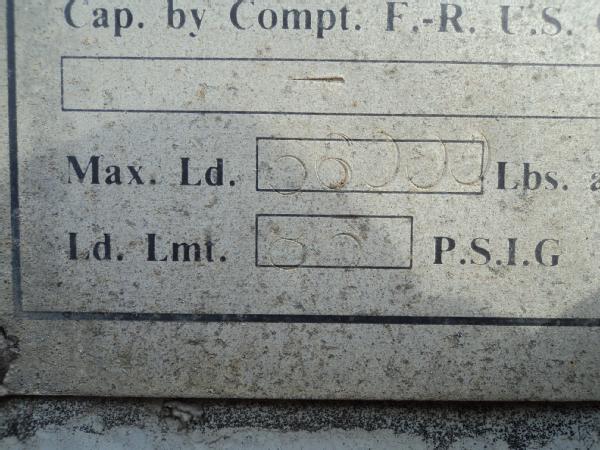 Cap. by Compt. F.-R. U.S.
-
Max. Ld. Lbs.
Ld. Lmt. P.S.I.G